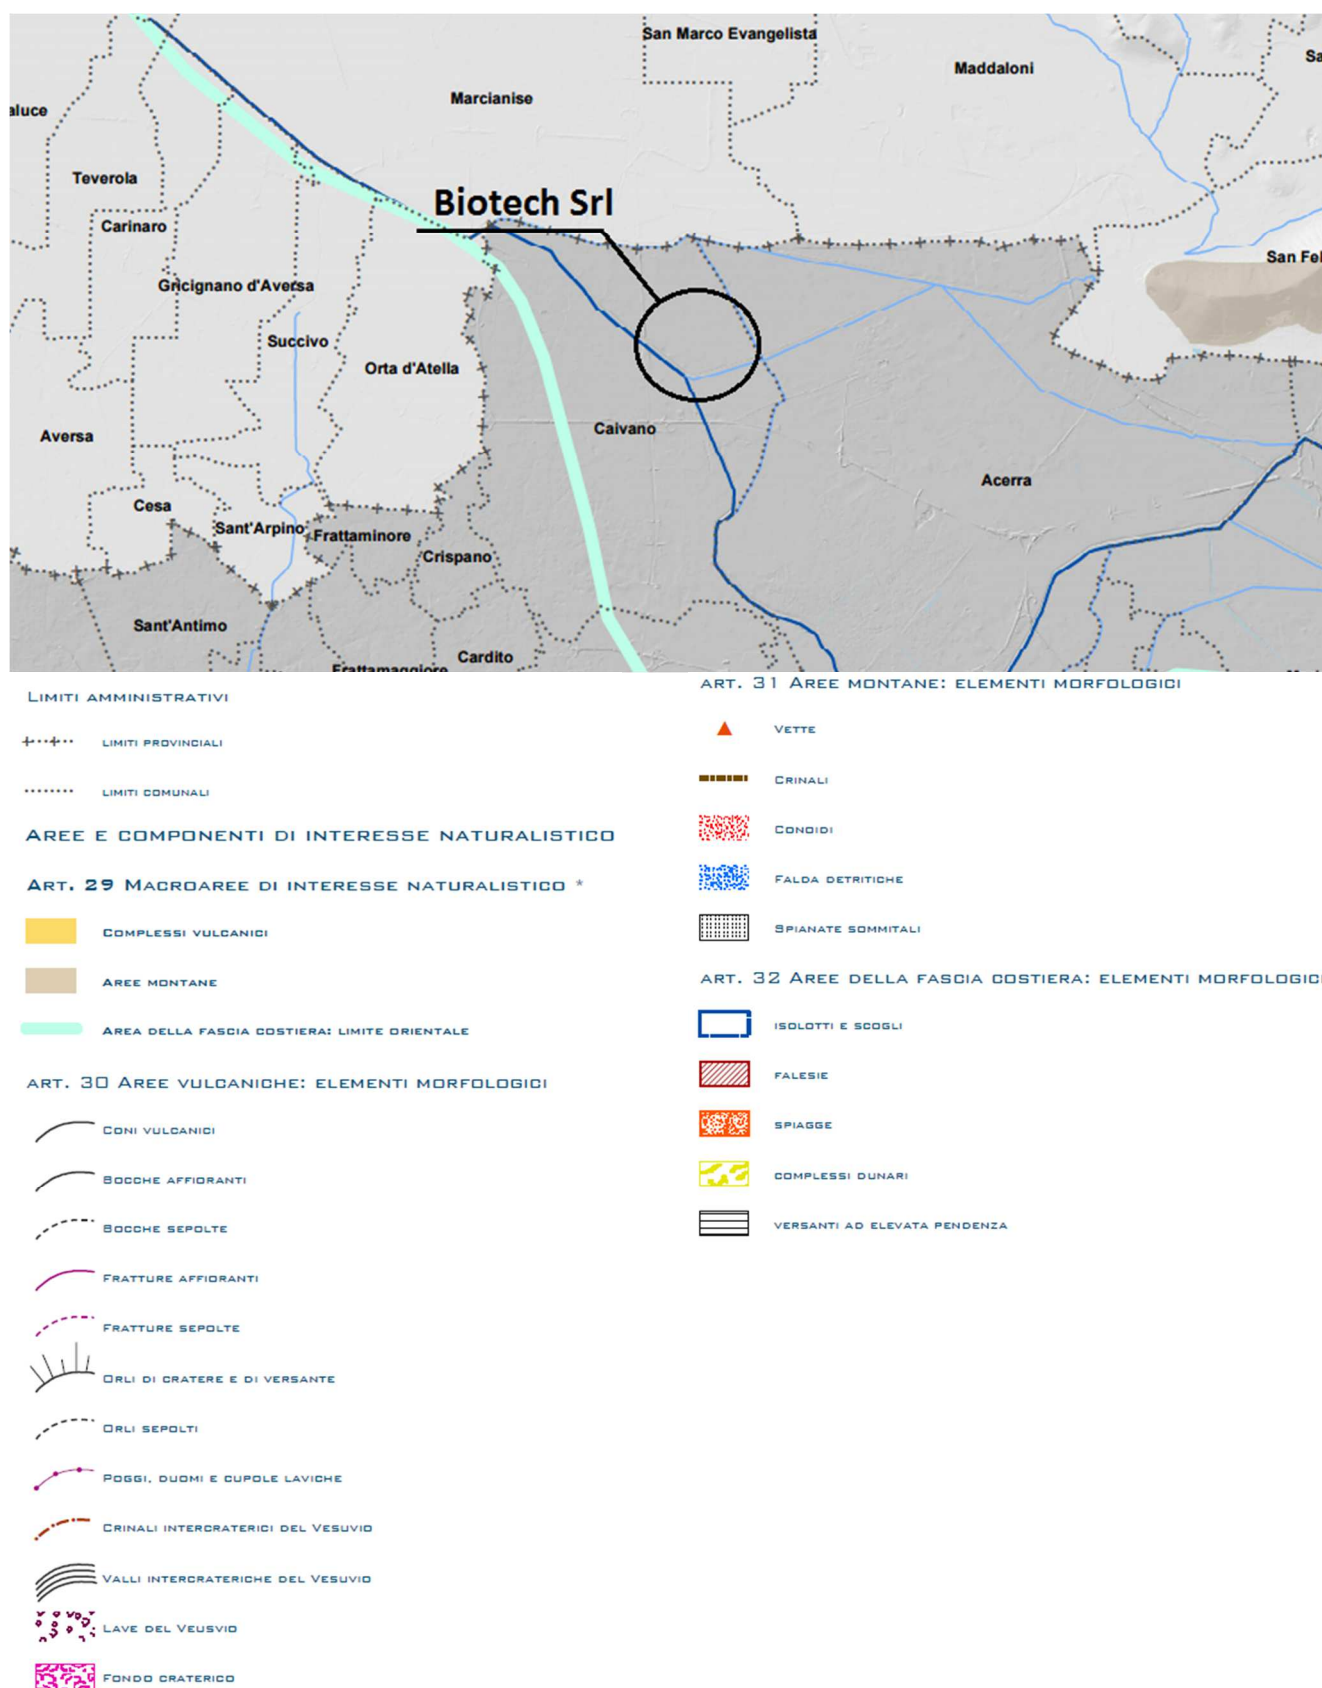 San Marco Evangelista
Maddaloni
Marcianise
Teverola
Biotech Srl
Carinaro
San Fel
Gricignano d'Aversa
Succivo
Orta d'Atella
Caivano
Aversa
Acerra
Cesa
Sant'Arpino
Frattaminore
Crispano
Sant'Antimo
Cardito
Frattamaggiore
LIMITI AMMINISTRATIVI
LIMITI PROVINCIALI
LIMITI COMUNALI
AREE E COMPONENTI DI INTERESSE NATURALISTICO
ART. 29 MACROAREE DI INTERESSE NATURALISTICO *
COMPLESSI VULCANICI
AREE MONTANE
AREA DELLA FASCIA COSTIERA: LIMITE ORIENTALE
ART. 30 AREE VULCANICHE: ELEMENTI MORFOLOGICI
CONI VULCANICI
BOCCHE AFFIORANTI
BOCCHE SEPOLTE
FRATTURE AFFIORANTI
FRATTURE SEPOLTE
ORLI DI CRATERE E DI VERSANTE
ORLI SEPOLTI
POGGI, DUOMI E CUPOLE LAVICHE
CRINALI INTERCRATERICI DEL VESUVIO
VALLI INTERCRATERICHE DEL VESUVIO
LAVE DEL VEUSVIO
FONDO CRATERICO
ART. 31 AREE MONTANE: ELEMENTI MORFOLOGICI
VETTE
CRINALI
CONOIDI
FALDA DETRITICHE
SPIANATE SOMMITALI
ART. 32 AREE DELLA FASCIA COSTIERA: ELEMENTI MORFOLOGICI
ISOLOTTI E SCOGLI
FALESIE
SPIAGGE
COMPLESSI DUNARI
VERSANTI AD ELEVATA PENDENZA